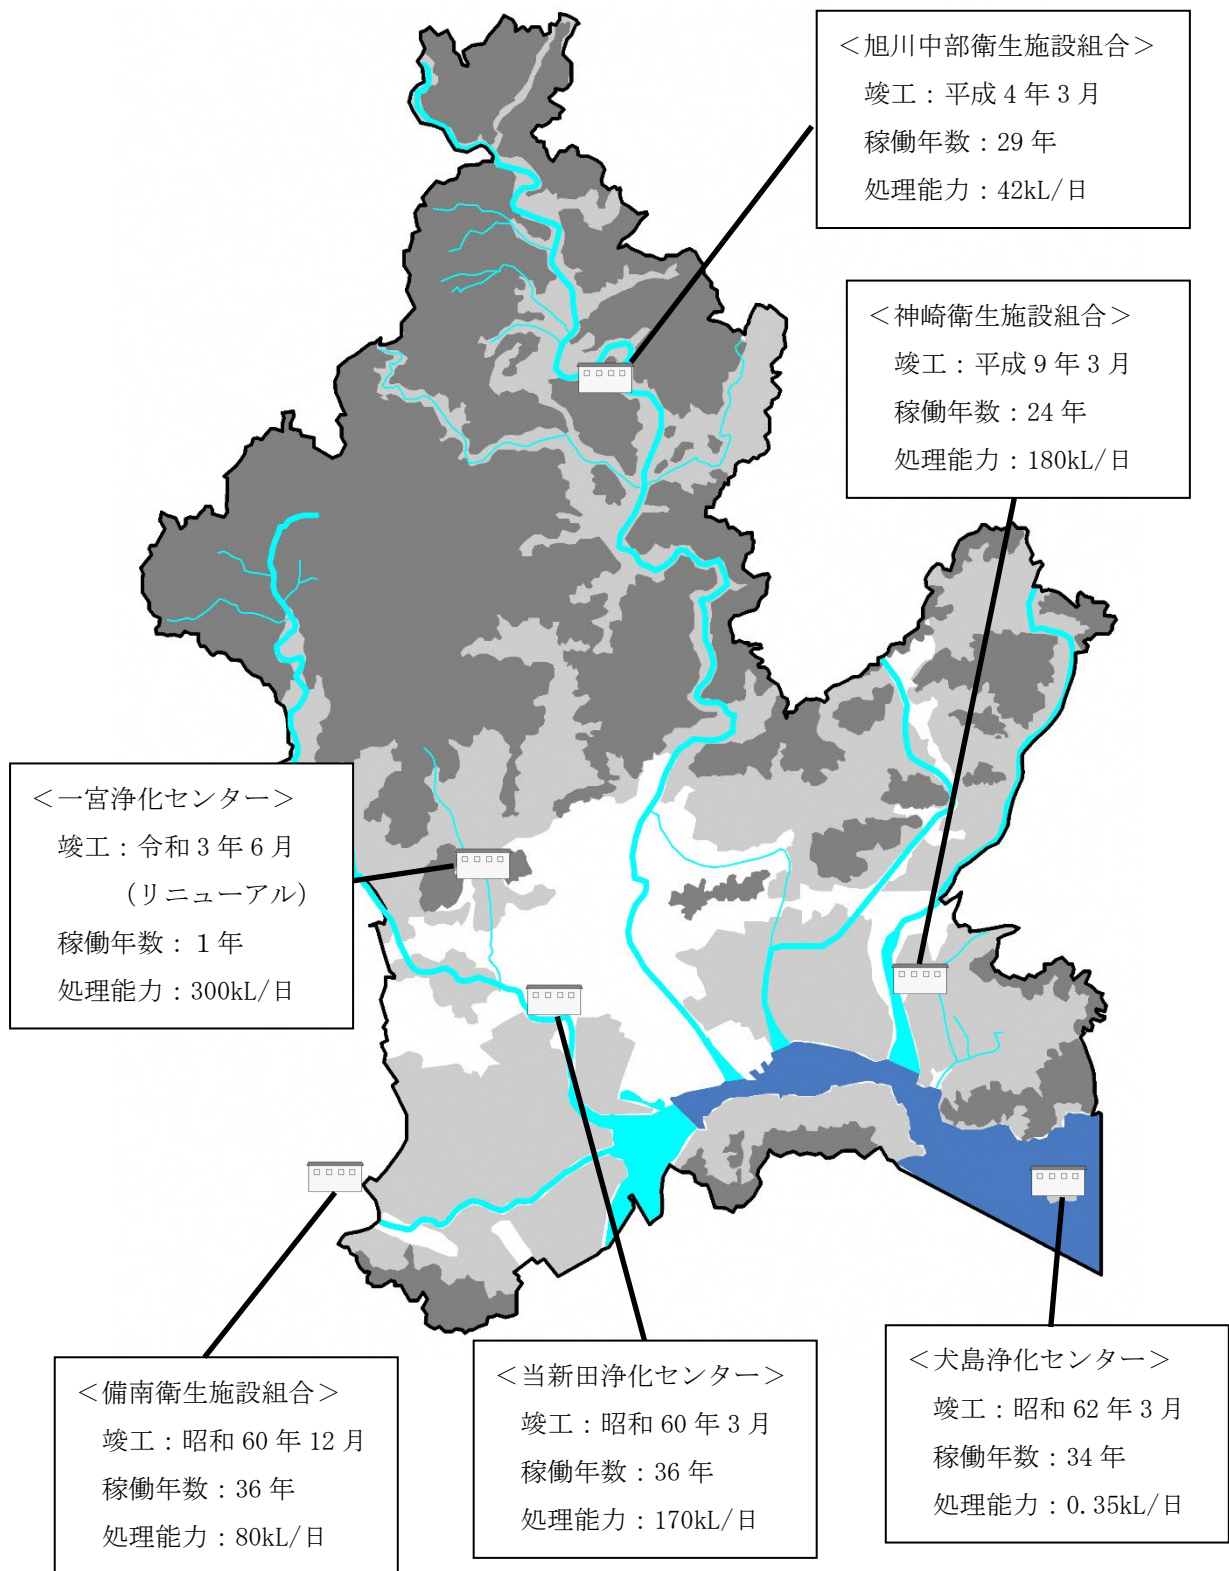 ＜旭川中部衛生施設組合＞
竣工：平成 4 年 3 月
稼働年数：29 年
処理能力：42kL/日
＜神崎衛生施設組合＞
竣工：平成 9 年 3 月
稼働年数：24 年
処理能力：180kL/日
＜一宮浄化センター＞
竣工：令和 3 年 6 月
（リニューアル）
稼働年数：１年
処理能力：300kL/日
＜備南衛生施設組合＞
竣工：昭和 60 年 12 月
稼働年数：36 年
処理能力：80kL/日
＜当新田浄化センター＞
竣工：昭和 60 年 3 月
稼働年数：36 年
処理能力：170kL/日
＜犬島浄化センター＞
竣工：昭和 62 年 3 月
稼働年数：34 年
処理能力：0.35kL/日